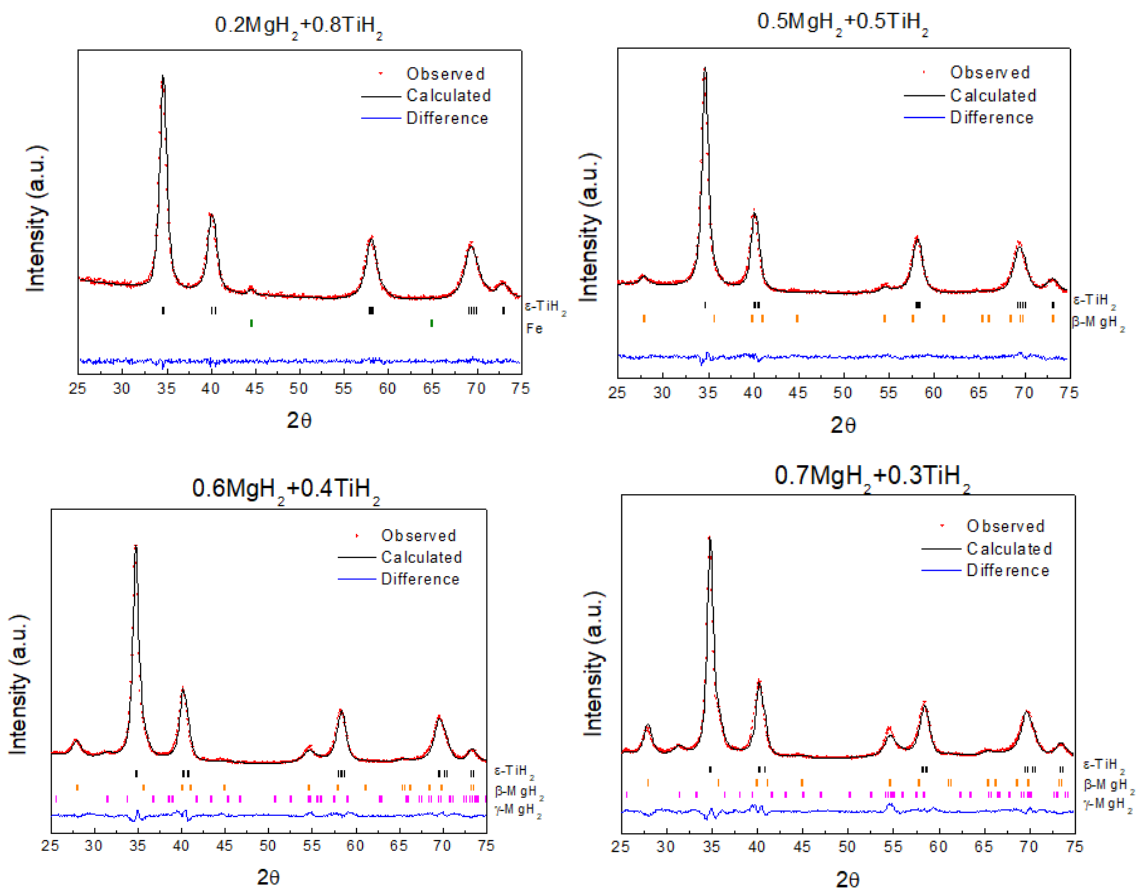 0.2MgH₂+0.8TiH₂
Observed
Calculated
Difference
Intensity (a.u.)
ε-TiH₂
Fe
25 30 35 40 45 50 55 60 65 70 75
2θ
0.5MgH₂+0.5TiH₂
Observed
Calculated
Difference
Intensity (a.u.)
ε-TiH₂
β-MgH₂
25 30 35 40 45 50 55 60 65 70 75
2θ
0.6MgH₂+0.4TiH₂
Observed
Calculated
Difference
Intensity (a.u.)
ε-TiH₂
β-MgH₂
γ-MgH₂
25 30 35 40 45 50 55 60 65 70 75
2θ
0.7MgH₂+0.3TiH₂
Observed
Calculated
Difference
Intensity (a.u.)
ε-TiH₂
β-MgH₂
γ-MgH₂
25 30 35 40 45 50 55 60 65 70 75
2θ